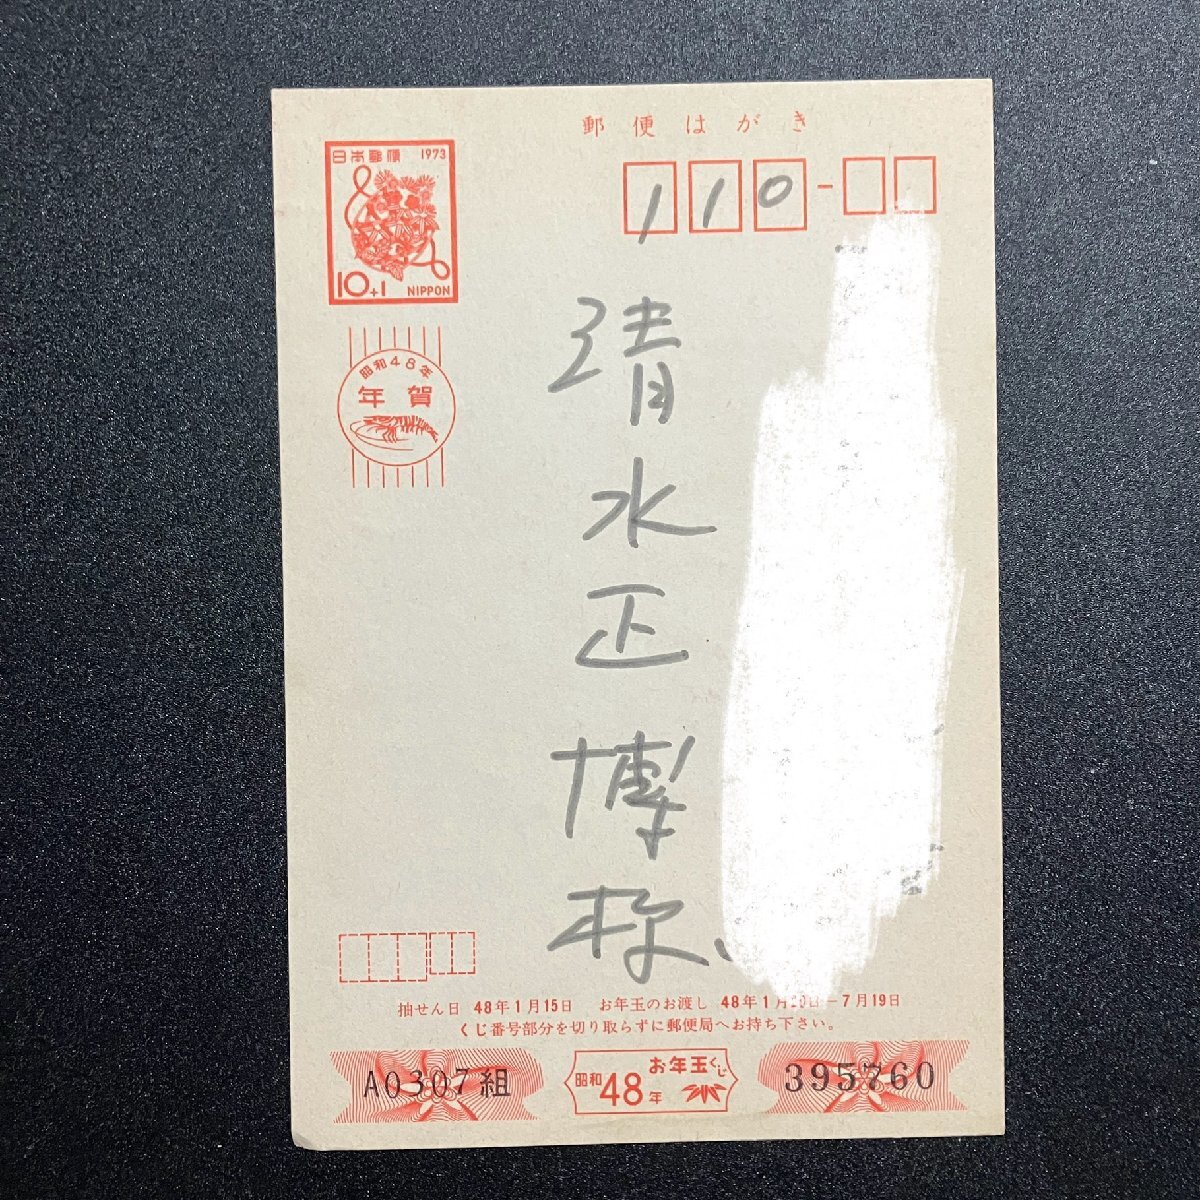 郵便はがき
日本郵便 1973
10+1 NIPPON
110-
昭和48年
年賀
清水正博様
抽せん日 48年1月15日 お年玉のお渡し 48年1月20日-7月19日
くじ番号部分を切り取らずに郵便局へお持ち下さい。
A0307組
昭和48年
お年玉くじ
395760